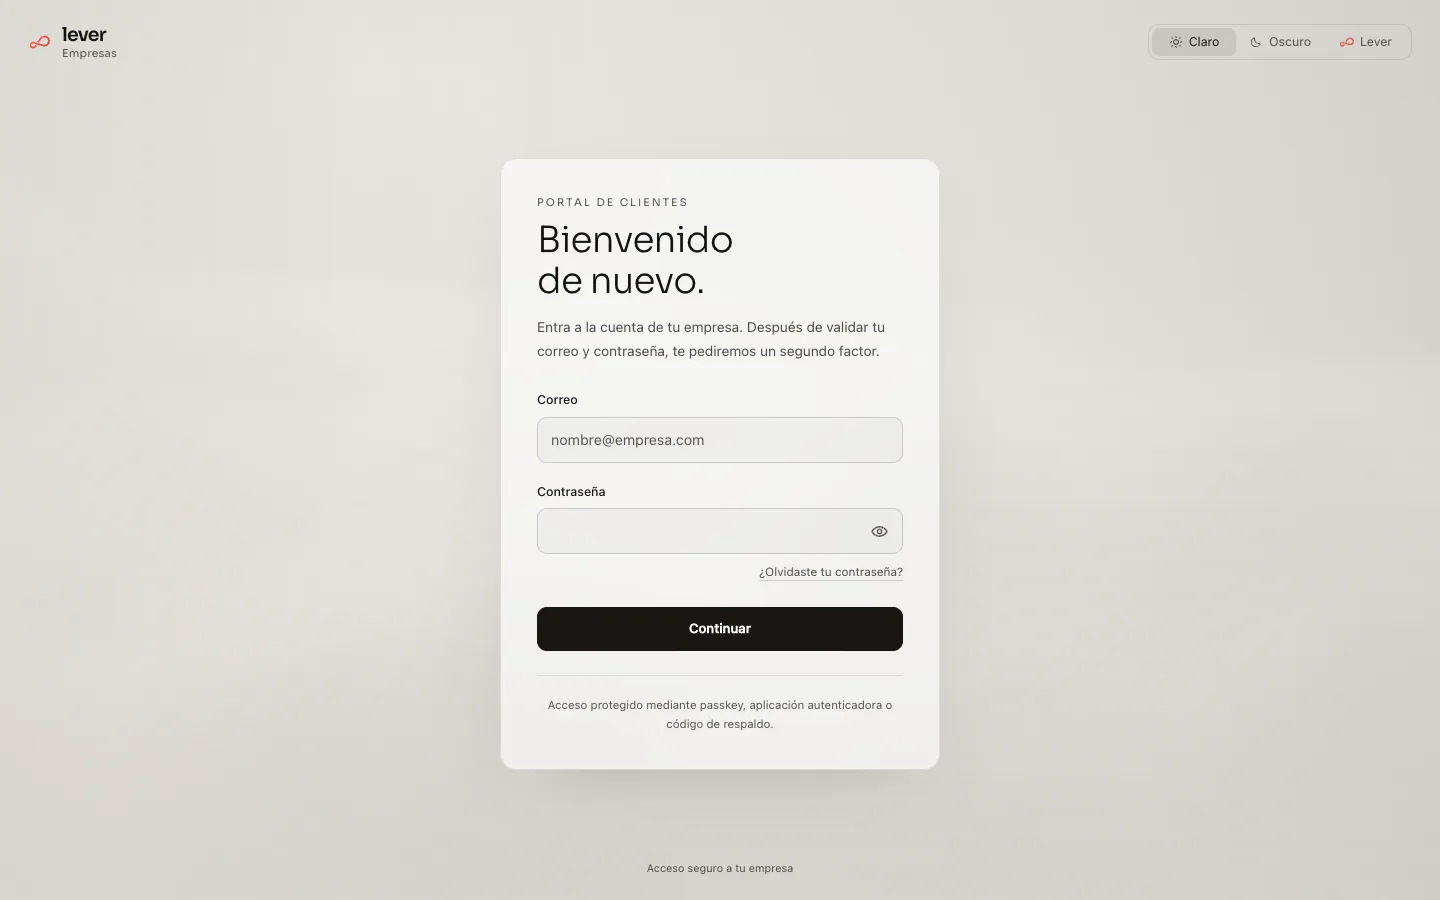 lever
Empresas
Claro
Oscuro
Lever
PORTAL DE CLIENTES
Bienvenido
de nuevo.
Entra a la cuenta de tu empresa. Después de validar tu
correo y contraseña, te pediremos un segundo factor.
Correo
nombre@empresa.com
Contraseña
¿Olvidaste tu contraseña?
Continuar
Acceso protegido mediante passkey, aplicación autenticadora o
código de respaldo.
Acceso seguro a tu empresa